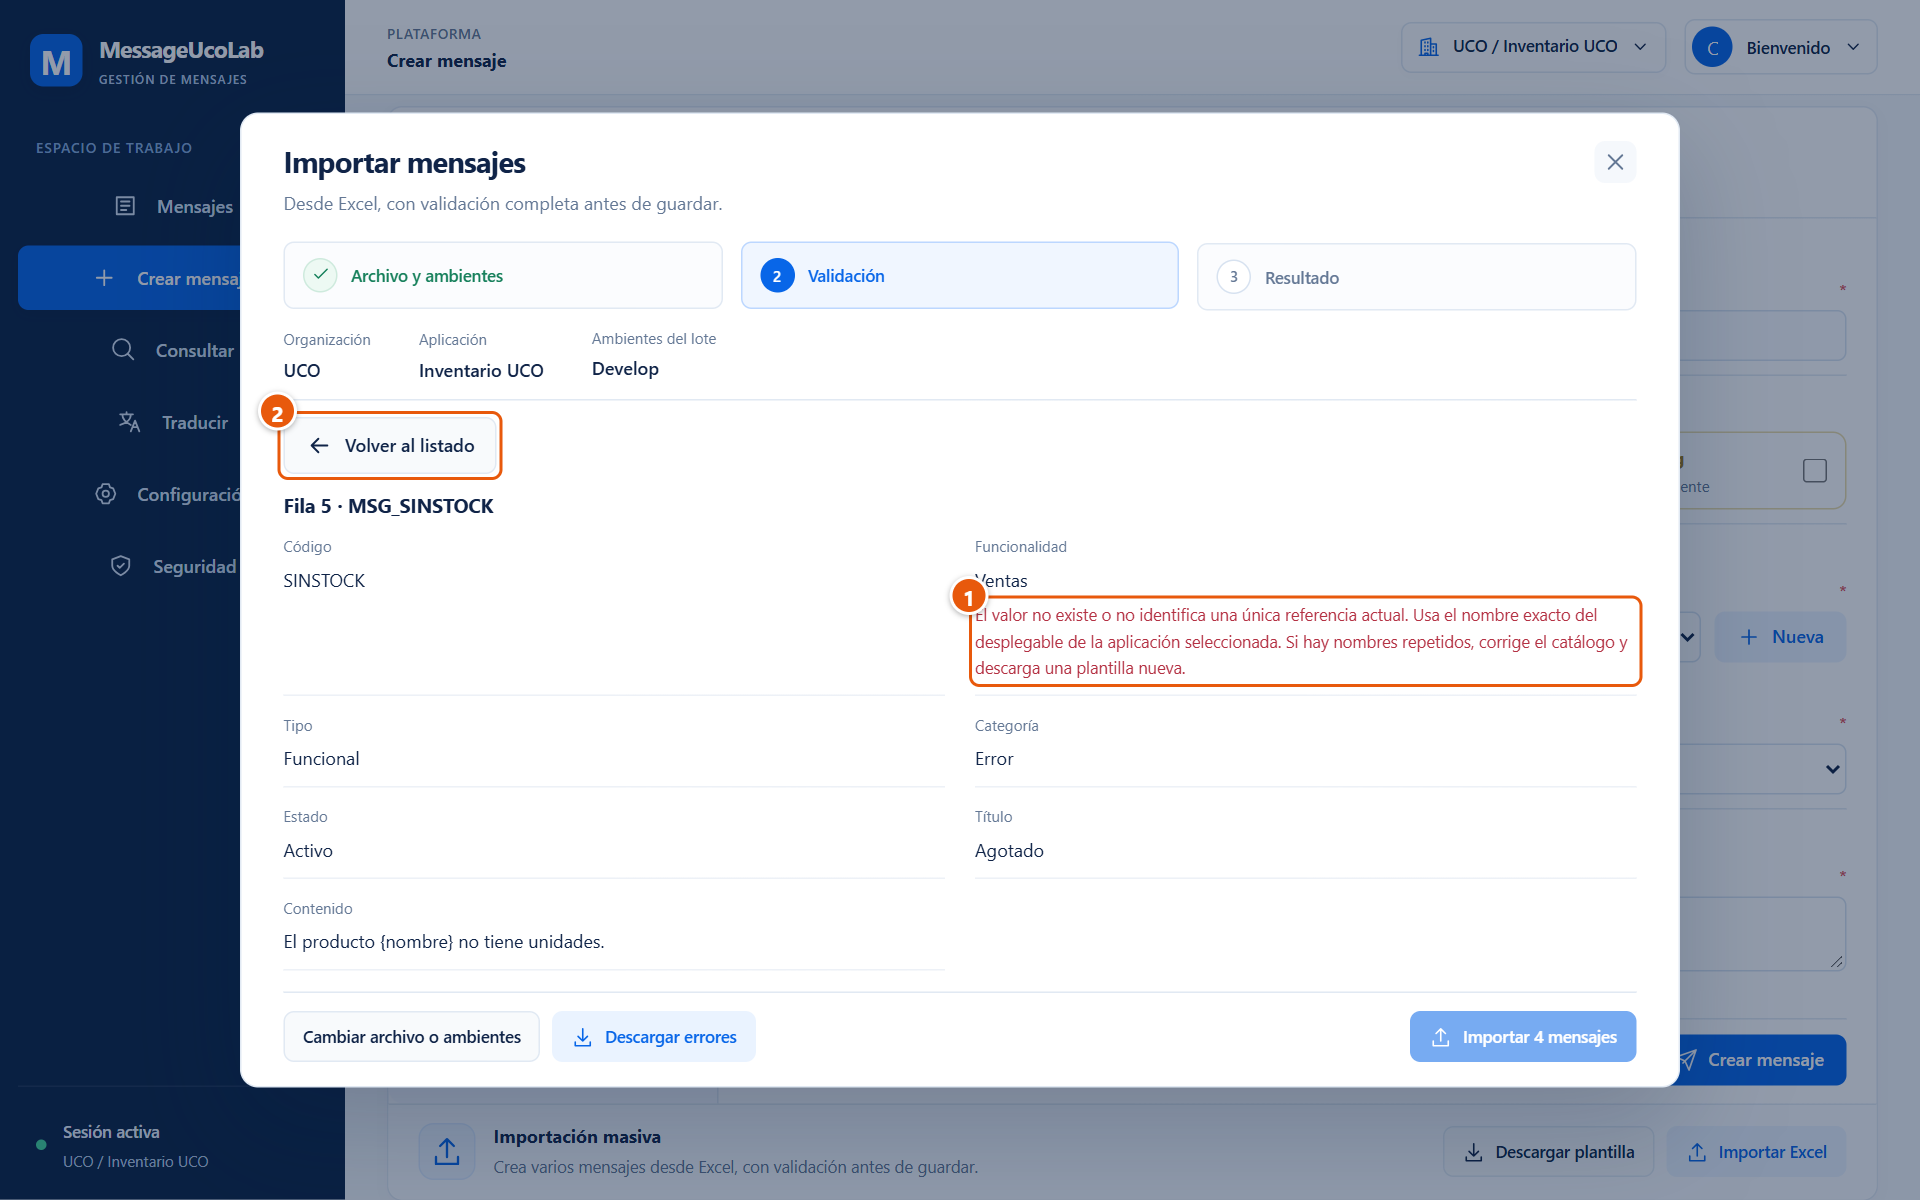 M
MessageUcoLab
GESTIÓN DE MENSAJES
PLATAFORMA
Crear mensaje
UCO / Inventario UCO
C
Bienvenido
ESPACIO DE TRABAJO
Mensajes
Crear mensaj
Consultar
Traducir
Configuració
Seguridad
Importar mensajes
Desde Excel, con validación completa antes de guardar.
Archivo y ambientes
2
Validación
3
Resultado
Organización
UCO
Aplicación
Inventario UCO
Ambientes del lote
Develop
2
Volver al listado
Fila 5 · MSG_SINSTOCK
Código
SINSTOCK
Funcionalidad
Ventas
1
El valor no existe o no identifica una única referencia actual. Usa el nombre exacto del
desplegable de la aplicación seleccionada. Si hay nombres repetidos, corrige el catálogo y
descarga una plantilla nueva.
Tipo
Funcional
Categoría
Error
Estado
Activo
Título
Agotado
Contenido
El producto {nombre} no tiene unidades.
Cambiar archivo o ambientes
Descargar errores
Importar 4 mensajes
*
ente
*
Nueva
*
*
Crear mensaje
Importación masiva
Crea varios mensajes desde Excel, con validación antes de guardar.
Descargar plantilla
Importar Excel
Sesión activa
UCO / Inventario UCO